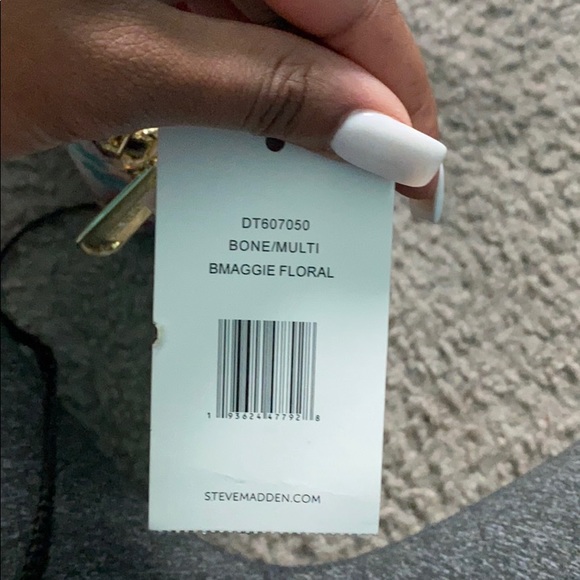 DT607050
BONE/MULTI
BMAGGIE FLORAL
1 93624 47792 8
STEVEMADDEN.COM